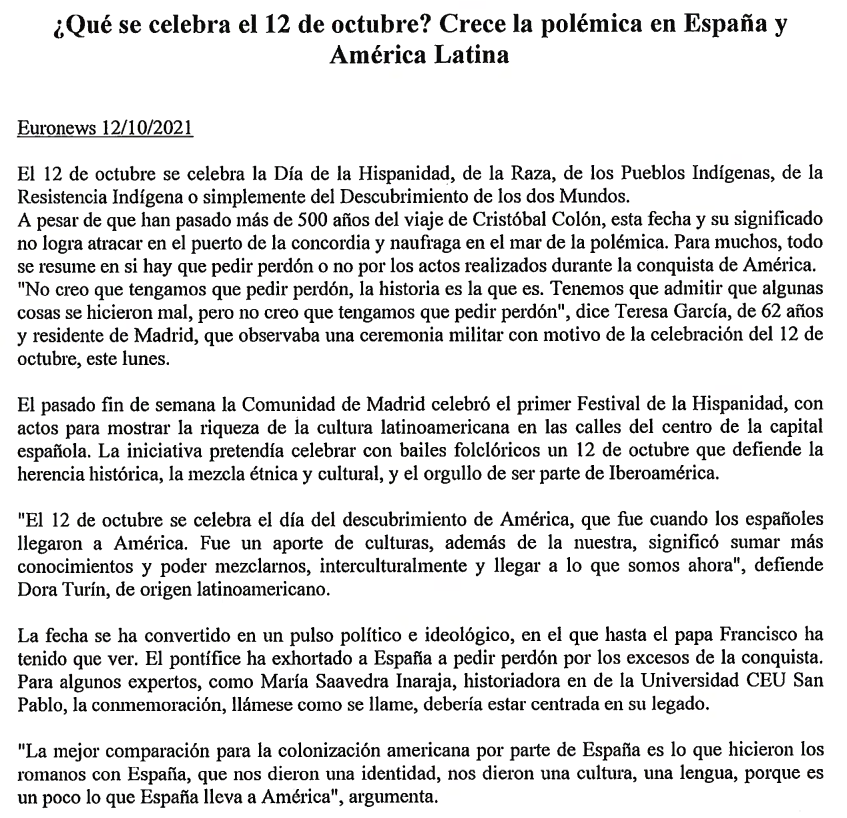 ¿Qué se celebra el 12 de octubre? Crece la polémica en España y
América Latina
Euronews 12/10/2021
El 12 de octubre se celebra la Día de la Hispanidad, de la Raza, de los Pueblos Indígenas, de la
Resistencia Indígena o simplemente del Descubrimiento de los dos Mundos.
A pesar de que han pasado más de 500 años del viaje de Cristóbal Colón, esta fecha y su significado
no logra atracar en el puerto de la concordia y naufraga en el mar de la polémica. Para muchos, todo
se resume en si hay que pedir perdón o no por los actos realizados durante la conquista de América.
"No creo que tengamos que pedir perdón, la historia es la que es. Tenemos que admitir que algunas
cosas se hicieron mal, pero no creo que tengamos que pedir perdón", dice Teresa García, de 62 años
y residente de Madrid, que observaba una ceremonia militar con motivo de la celebración del 12 de
octubre, este lunes.
El pasado fin de semana la Comunidad de Madrid celebró el primer Festival de la Hispanidad, con
actos para mostrar la riqueza de la cultura latinoamericana en las calles del centro de la capital
española. La iniciativa pretendía celebrar con bailes folclóricos un 12 de octubre que defiende la
herencia histórica, la mezcla étnica y cultural, y el orgullo de ser parte de Iberoamérica.
"El 12 de octubre se celebra el día del descubrimiento de América, que fue cuando los españoles
llegaron a América. Fue un aporte de culturas, además de la nuestra, significó sumar más
conocimientos y poder mezclarnos, interculturalmente y llegar a lo que somos ahora", defiende
Dora Turín, de origen latinoamericano.
La fecha se ha convertido en un pulso político e ideológico, en el que hasta el papa Francisco ha
tenido que ver. El pontífice ha exhortado a España a pedir perdón por los excesos de la conquista.
Para algunos expertos, como María Saavedra Inaraja, historiadora en de la Universidad CEU San
Pablo, la conmemoración, llámese como se llame, debería estar centrada en su legado.
"La mejor comparación para la colonización americana por parte de España es lo que hicieron los
romanos con España, que nos dieron una identidad, nos dieron una cultura, una lengua, porque es
un poco lo que España lleva a América", argumenta.